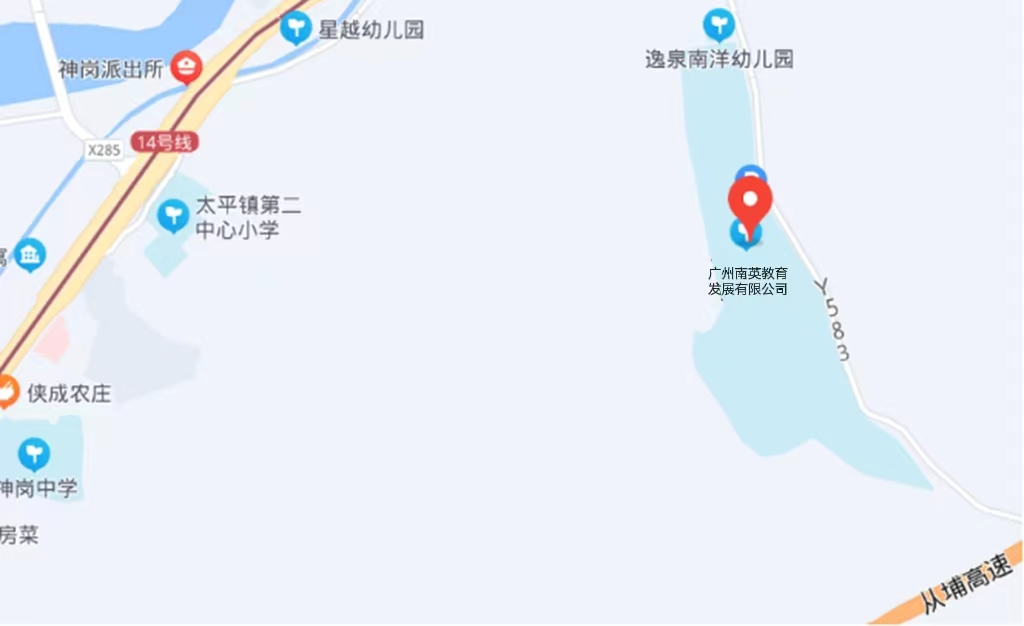 星越幼儿园
逸泉南洋幼儿园
神岗派出所
X285
14号线
太平镇第二
中心小学
广州南英教育
发展有限公司
Y583
侠成农庄
神岗中学
房菜
从埔高速